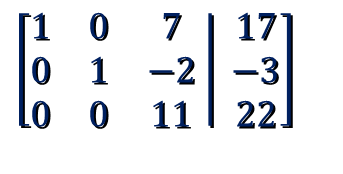 [1 0 7 | 17]
[0 1 −2 | −3]
[0 0 11 | 22]